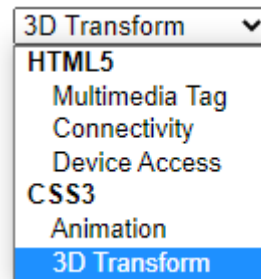 3D Transform
HTML5
Multimedia Tag
Connectivity
Device Access
CSS3
Animation
3D Transform